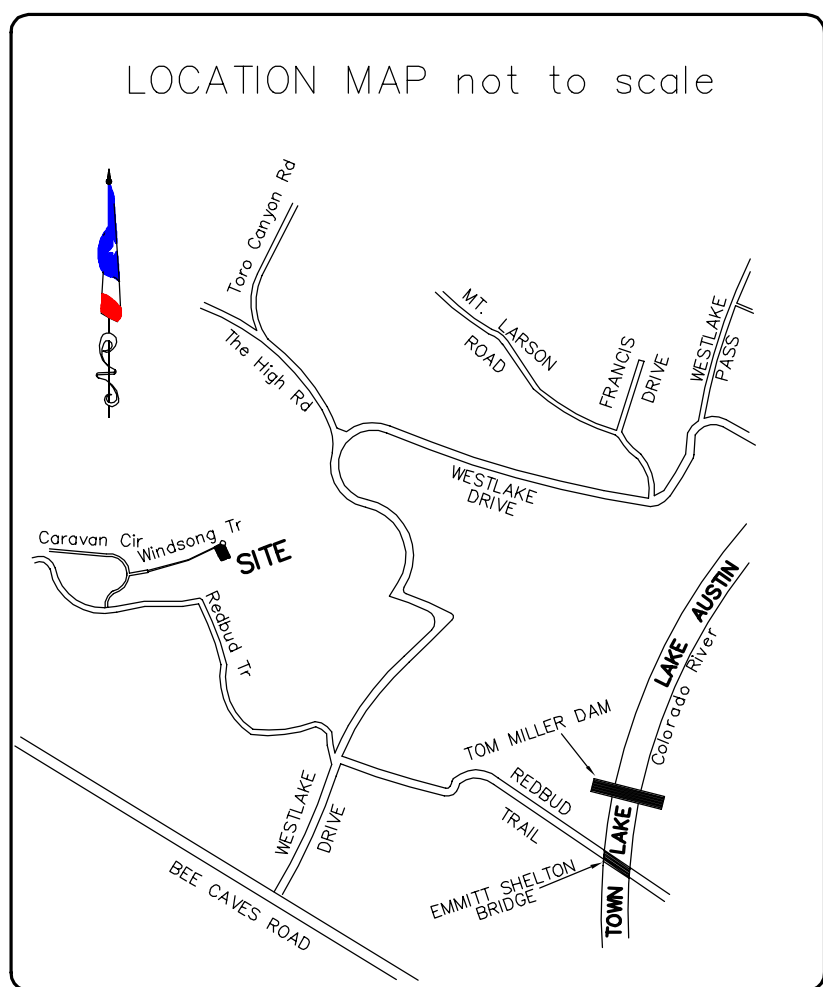 LOCATION MAP not to scale
Toro Canyon Rd
The High Rd
MT. LARSON
ROAD
FRANCIS
DRIVE
WESTLAKE
PASS
WESTLAKE
DRIVE
Caravan Cir
Windsong Tr
SITE
Redbud Tr
LAKE AUSTIN
Colorado River
TOM MILLER DAM
REDBUD
TRAIL
WESTLAKE
DRIVE
TOWN LAKE
EMMITT SHELTON
BRIDGE
BEE CAVES ROAD